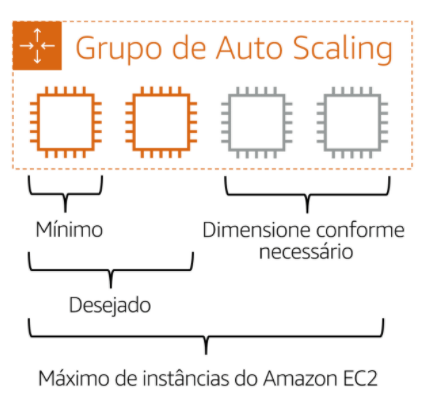 Grupo de Auto Scaling
Mínimo
Dimensione conforme
necessário
Desejado
Máximo de instâncias do Amazon EC2